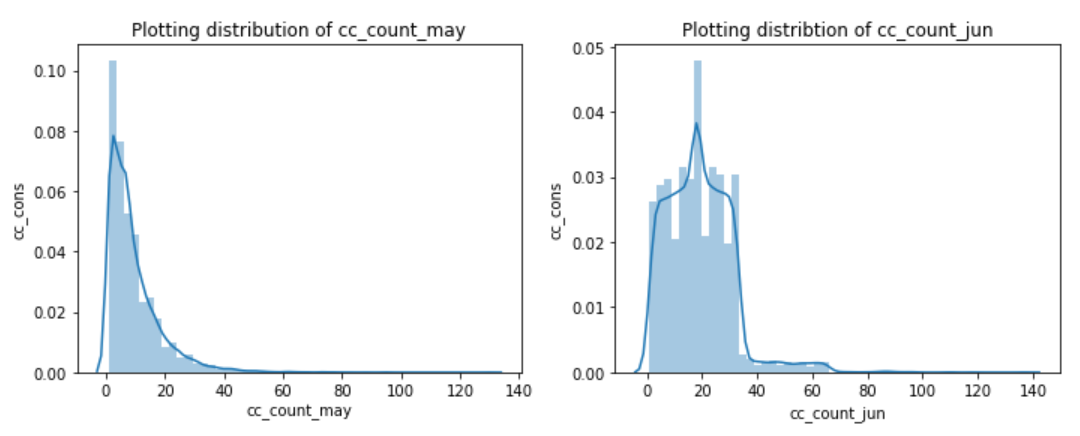 Plotting distribution of cc_count_may
0.10
0.08
0.06
0.04
0.02
0.00
cc_cons
0 20 40 60 80 100 120 140
cc_count_may
Plotting distribtion of cc_count_jun
0.05
0.04
0.03
0.02
0.01
0.00
cc_cons
0 20 40 60 80 100 120 140
cc_count_jun